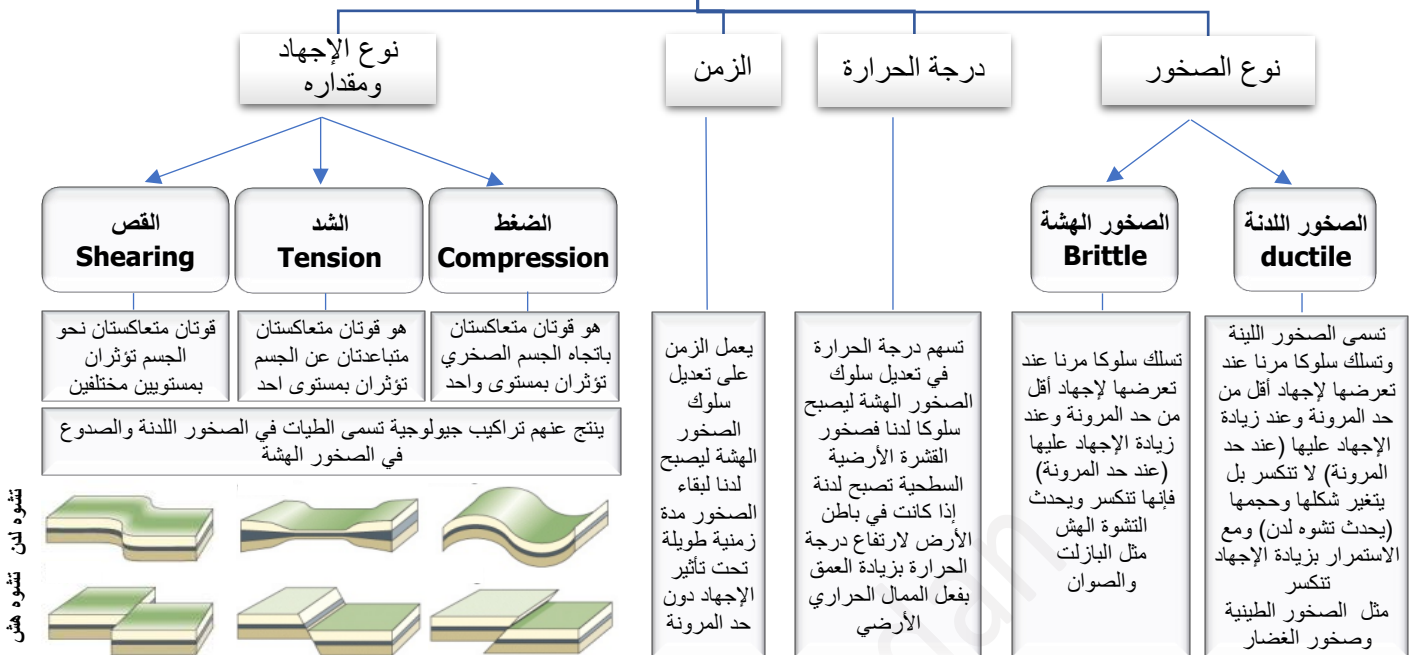 نوع الصخور
درجة الحرارة
الزمن
نوع الإجهاد
ومقداره
الصخور اللدنة
ductile
الصخور الهشة
Brittle
الضغط
Compression
الشد
Tension
القص
Shearing
تسمى الصخور اللينة
وتسلك سلوكا مرنا عند
تعرضها لإجهاد أقل من
حد المرونة وعند زيادة
الإجهاد عليها (عند حد
المرونة) لا تنكسر بل
يتغير شكلها وحجمها
(يحدث تشوه لدن) ومع
الاستمرار بزيادة الإجهاد
تنكسر
مثل الصخور الطينية
وصخور الغضار
تسلك سلوكا مرنا عند
تعرضها لإجهاد أقل
من حد المرونة وعند
زيادة الإجهاد عليها
(عند حد المرونة)
فإنها تنكسر ويحدث
التشوة الهش
مثل البازلت
والصوان
تسهم درجة الحرارة
في تعديل سلوك
الصخور الهشة ليصبح
سلوكا لدنا فصخور
القشرة الأرضية
السطحية تصبح لدنة
إذا كانت في باطن
الأرض لارتفاع درجة
الحرارة بزيادة العمق
بفعل الممال الحراري
الأرضي
يعمل الزمن
على تعديل
سلوك
الصخور
الهشة ليصبح
لدنا لبقاء
الصخور مدة
زمنية طويلة
تحت تأثير
الإجهاد دون
حد المرونة
هو قوتان متعاكستان
باتجاه الجسم الصخري
تؤثران بمستوى واحد
هو قوتان متعاكستان
متباعدتان عن الجسم
تؤثران بمستوى احد
قوتان متعاكستان نحو
الجسم تؤثران
بمستويين مختلفين
ينتج عنهم تراكيب جيولوجية تسمى الطيات في الصخور اللدنة والصدوع
في الصخور الهشة
تشوه لدن
تشوه هش